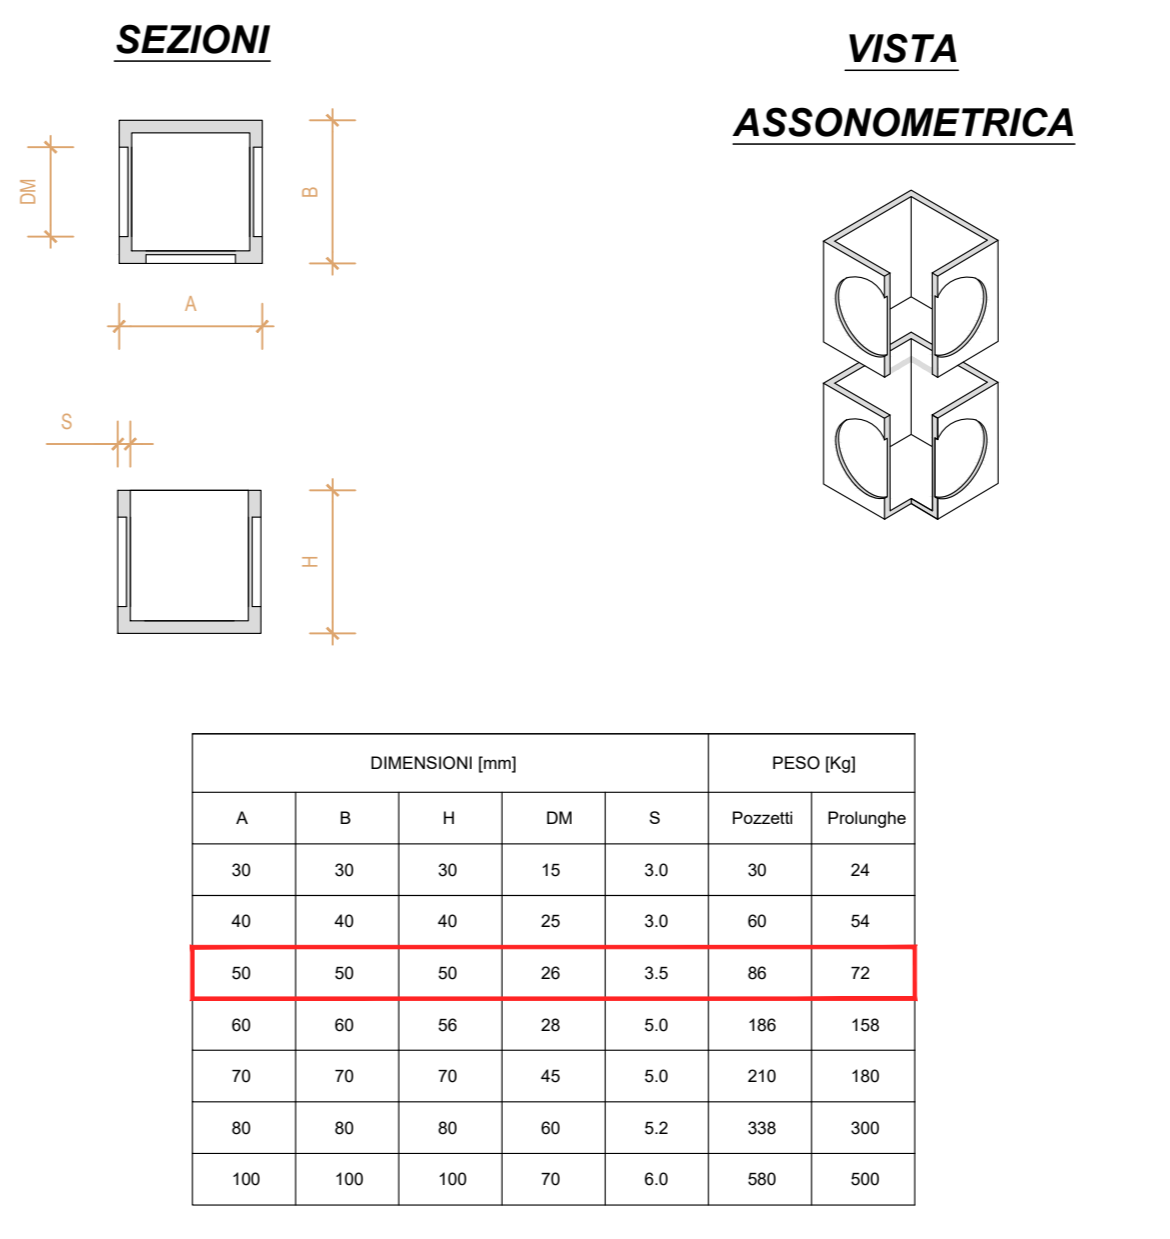 SEZIONI
VISTA
ASSONOMETRICA
DM
B
A
S
H
DIMENSIONI [mm] PESO [Kg]
A B H DM S Pozzetti Prolunghe
30 30 30 15 3.0 30 24
40 40 40 25 3.0 60 54
50 50 50 26 3.5 86 72
60 60 56 28 5.0 186 158
70 70 70 45 5.0 210 180
80 80 80 60 5.2 338 300
100 100 100 70 6.0 580 500